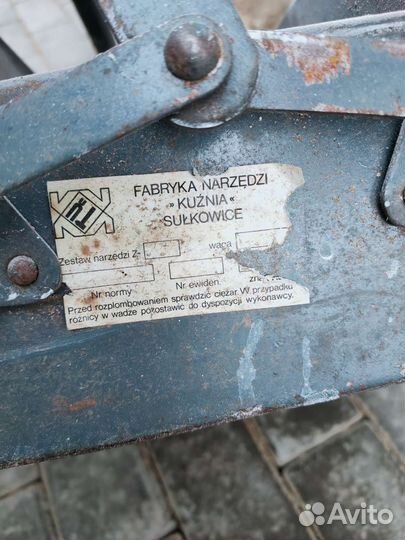 FABRYKA NARZĘDZI
»KUŹNIA«
SUŁKOWICE
Zestaw narzędzi Z-
waga
Nr normy
Nr ewiden.
Przed rozplombowaniem sprawdzić ciężar W przypadku
różnicy w wadze pozostawić do dyspozycji wykonawcy.
Avito